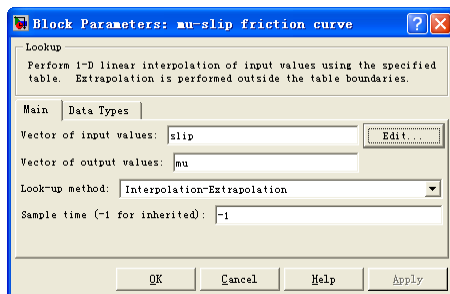 Block Parameters: mu-slip friction curve
Lookup
Perform 1-D linear interpolation of input values using the specified
table. Extrapolation is performed outside the table boundaries.
Main Data Types
Vector of input values: slip Edit...
Vector of output values: mu
Look-up method: Interpolation-Extrapolation
Sample time (-1 for inherited): -1
OK Cancel Help Apply